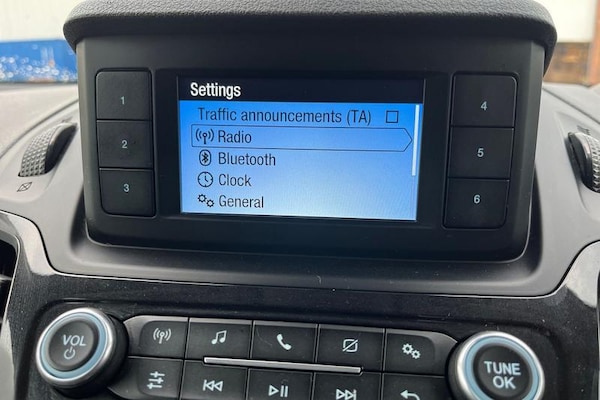 Settings
Traffic announcements (TA)
Radio
Bluetooth
Clock
General
1
2
3
4
5
6
VOL
TUNE
OK